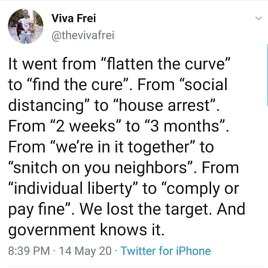 Viva Frei
@thevivafrei
It went from “flatten the curve”
to “find the cure”. From “social
distancing” to “house arrest”.
From “2 weeks” to “3 months”.
From “we’re in it together” to
“snitch on you neighbors”. From
“individual liberty” to “comply or
pay fine”. We lost the target. And
government knows it.
8:39 PM · 14 May 20 · Twitter for iPhone